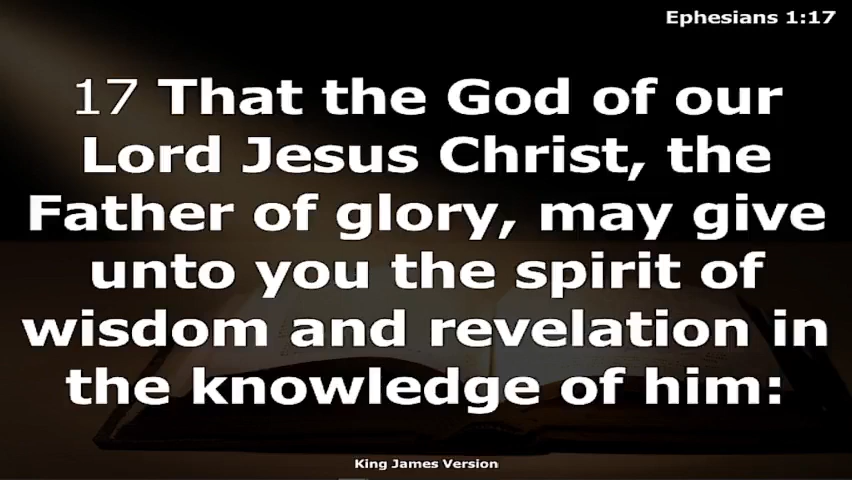 Ephesians 1:17
17 That the God of our
Lord Jesus Christ, the
Father of glory, may give
unto you the spirit of
wisdom and revelation in
the knowledge of him:
King James Version